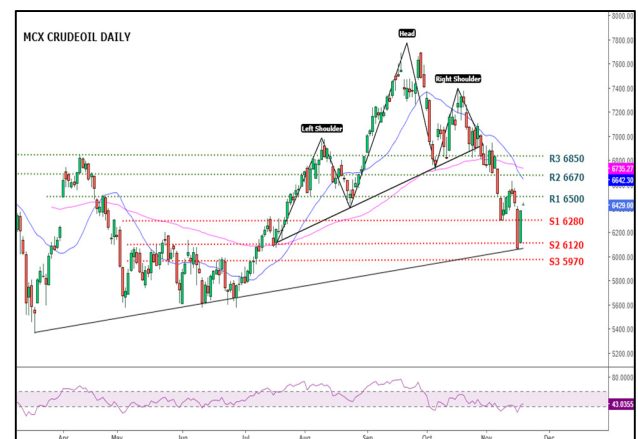 8000.00
MCX CRUDEOIL DAILY
Head
7800.00
7600.00
Right Shoulder
7400.00
7200.00
Left Shoulder
7000.00
R3 6850
6800.00
6735.27
R2 6670
6642.30
R1 6500
6429.00
S1 6280
6200.00
S2 6120
6000.00
S3 5970
5800.00
5600.00
5400.00
5200.00
80.0000
43.0355
Apr May Jun Jul Aug Sep Oct Nov Dec